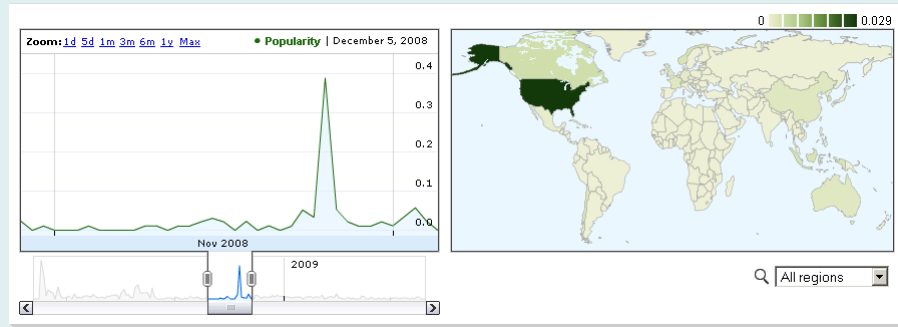 0 0.029
Zoom: 1d 5d 1m 3m 6m 1y Max Popularity | December 5, 2008
0.4
0.3
0.2
0.1
0.0
Nov 2008
2009
All regions